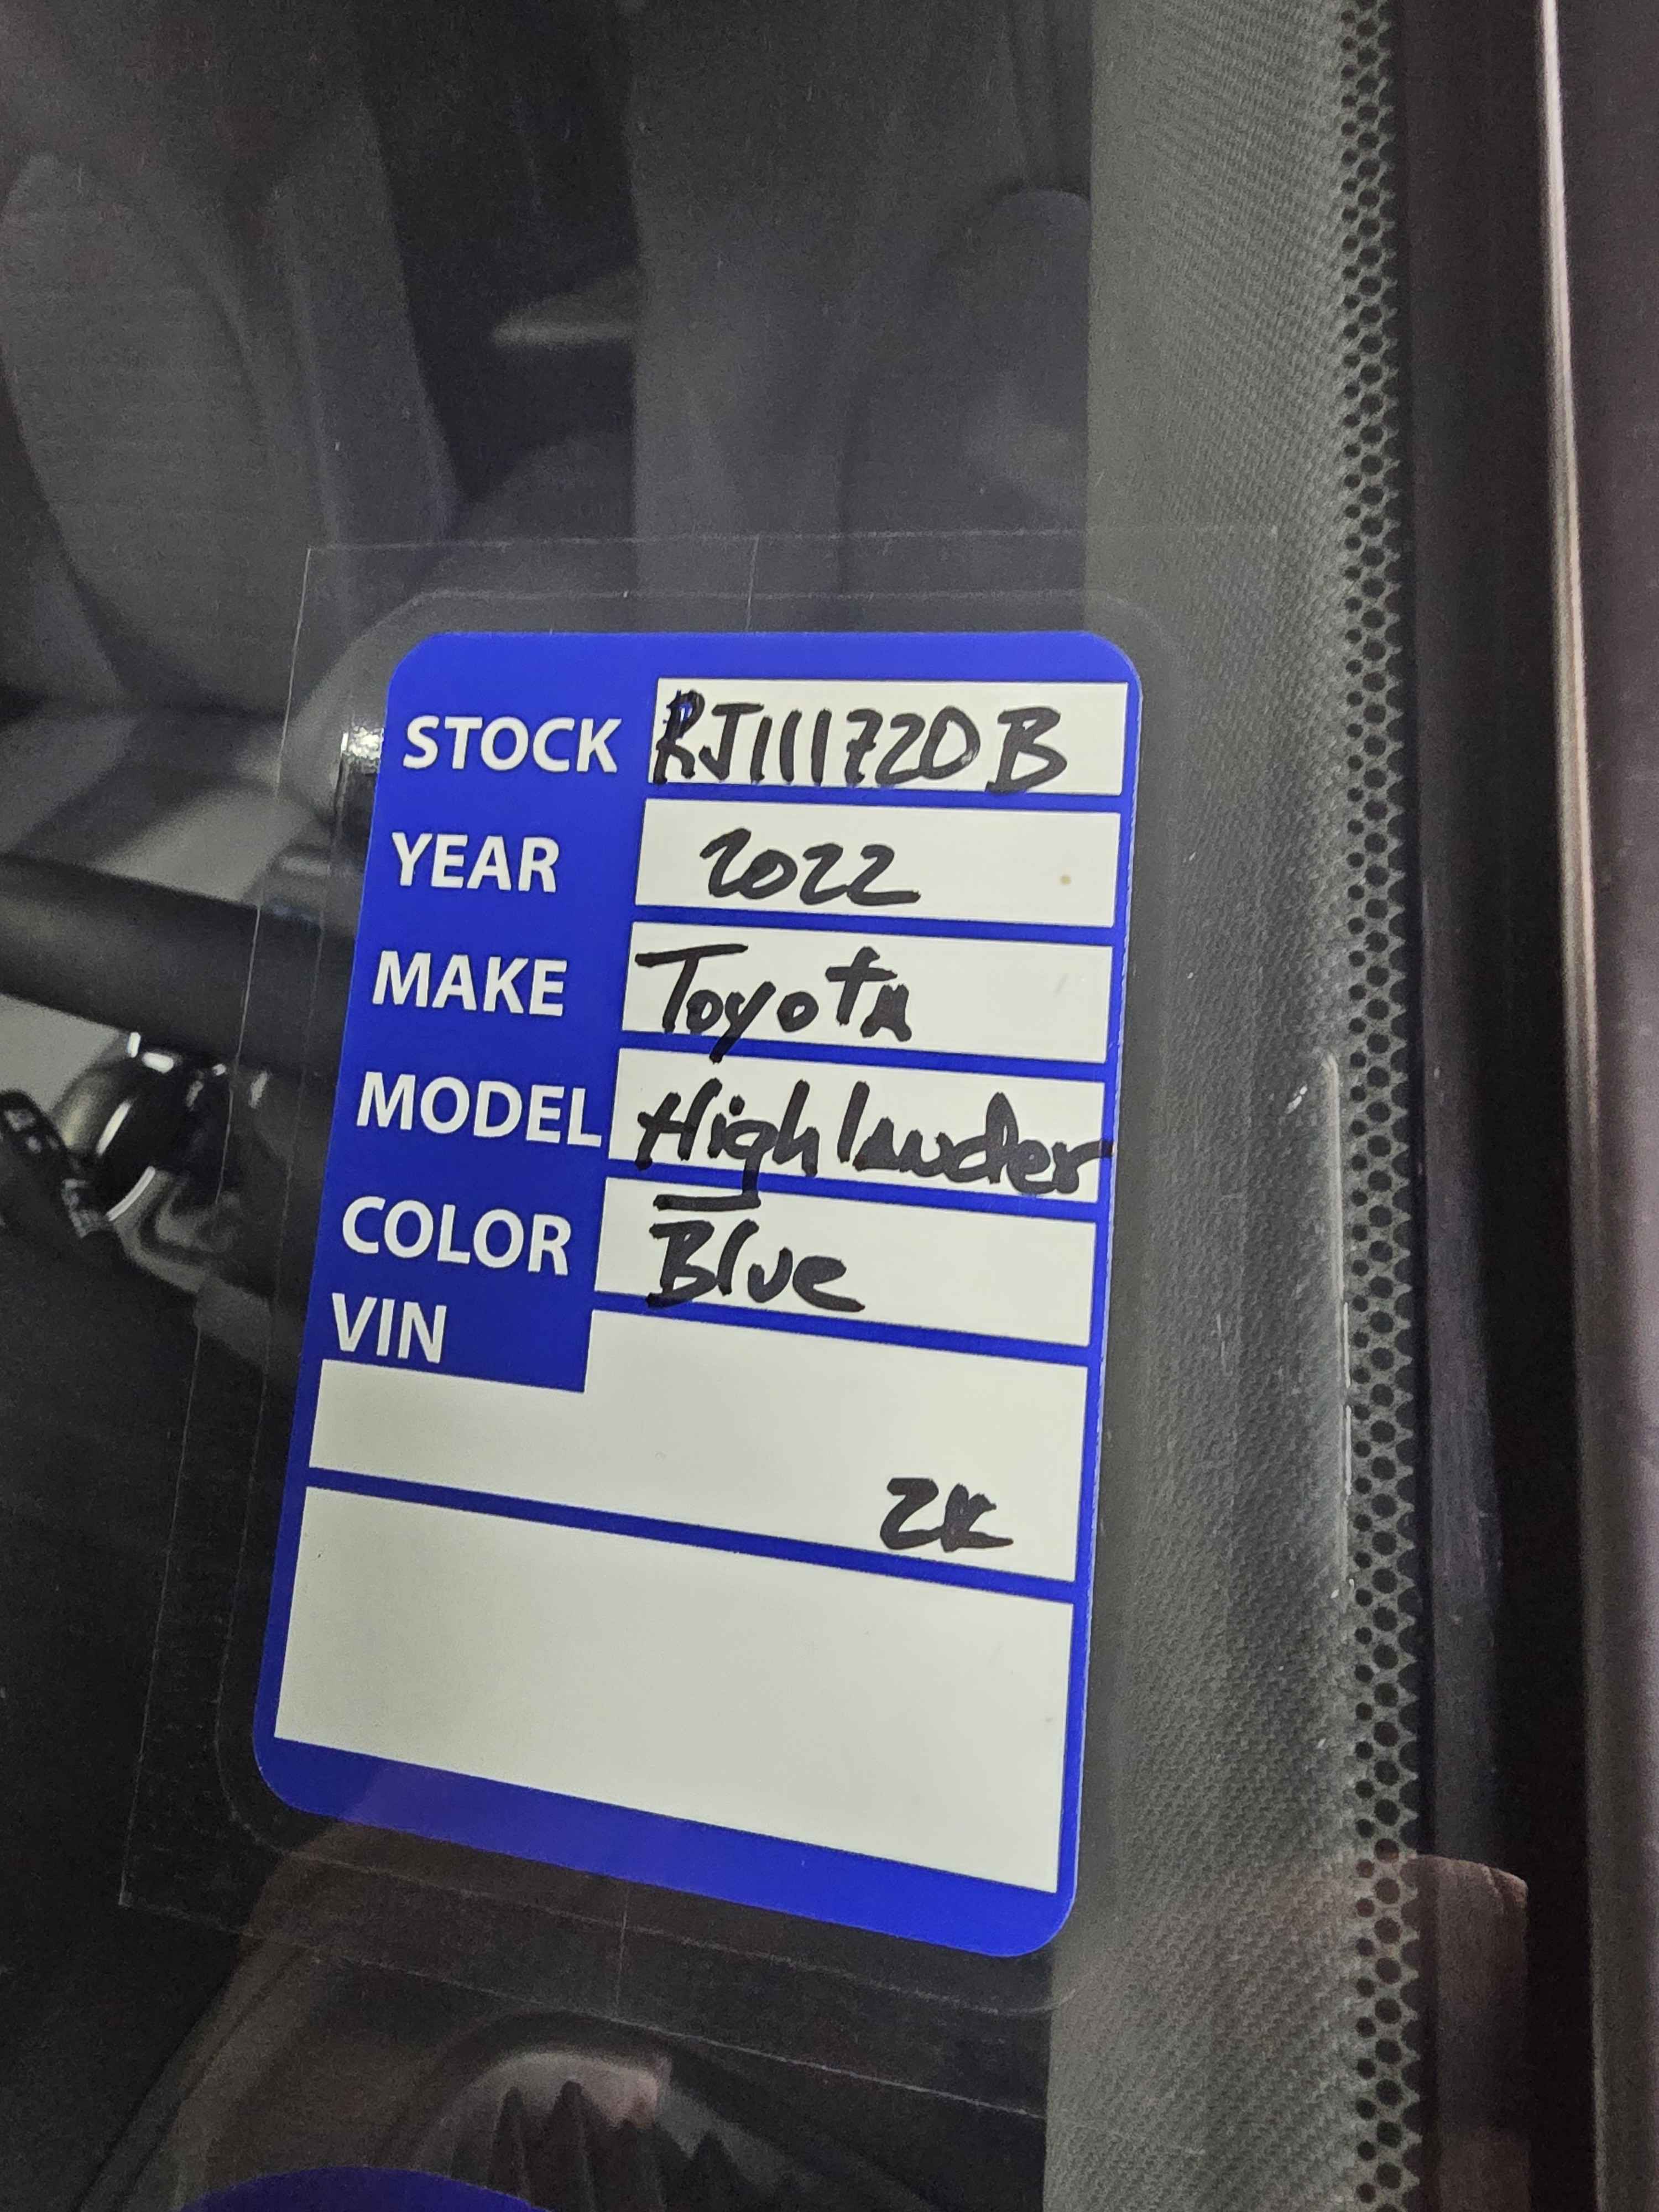 STOCK RJ111720B
YEAR 2022
MAKE Toyota
MODEL Highlander
COLOR Blue
VIN
2K